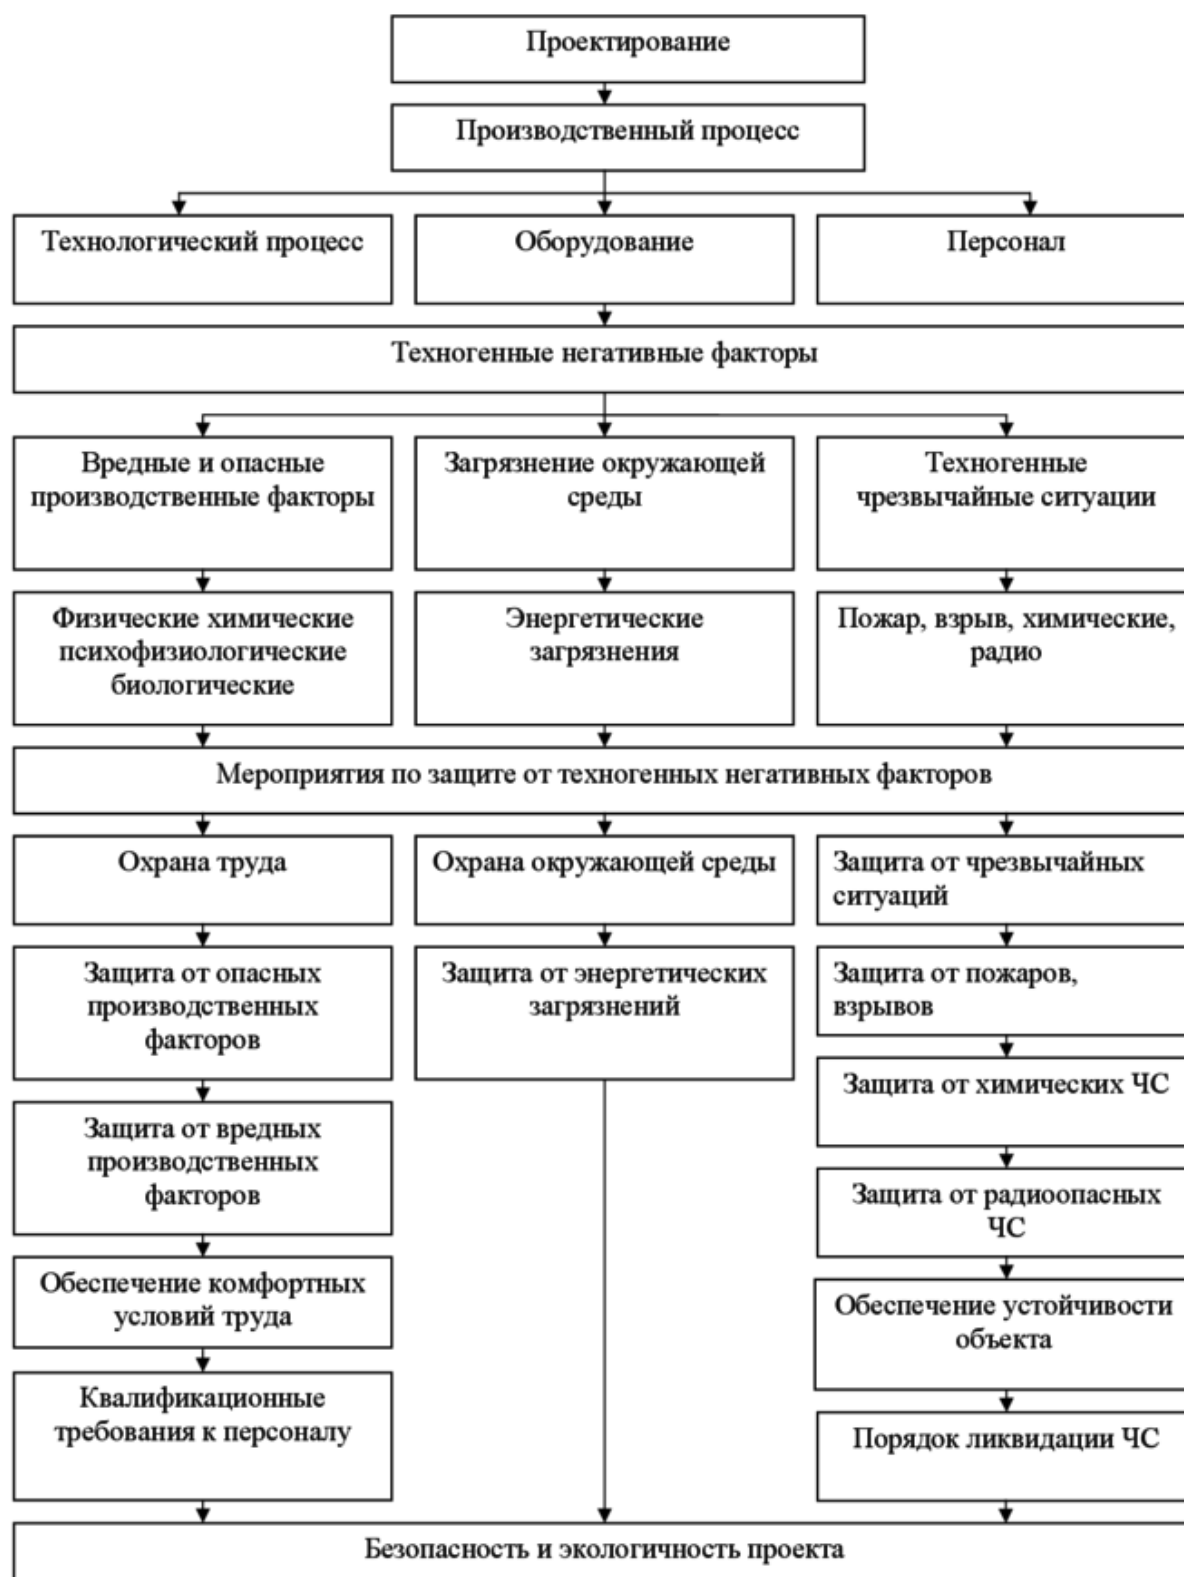 Проектирование
Производственный процесс
Технологический процесс
Оборудование
Персонал
Техногенные негативные факторы
Вредные и опасные
производственные факторы
Загрязнение окружающей
среды
Техногенные
чрезвычайные ситуации
Физические химические
психофизиологические
биологические
Энергетические
загрязнения
Пожар, взрыв, химические,
радио
Мероприятия по защите от техногенных негативных факторов
Охрана труда
Охрана окружающей среды
Защита от чрезвычайных
ситуаций
Защита от опасных
производственных
факторов
Защита от энергетических
загрязнений
Защита от пожаров,
взрывов
Защита от химических ЧС
Защита от вредных
производственных
факторов
Защита от радиоопасных
ЧС
Обеспечение комфортных
условий труда
Обеспечение устойчивости
объекта
Квалификационные
требования к персоналу
Порядок ликвидации ЧС
Безопасность и экологичность проекта